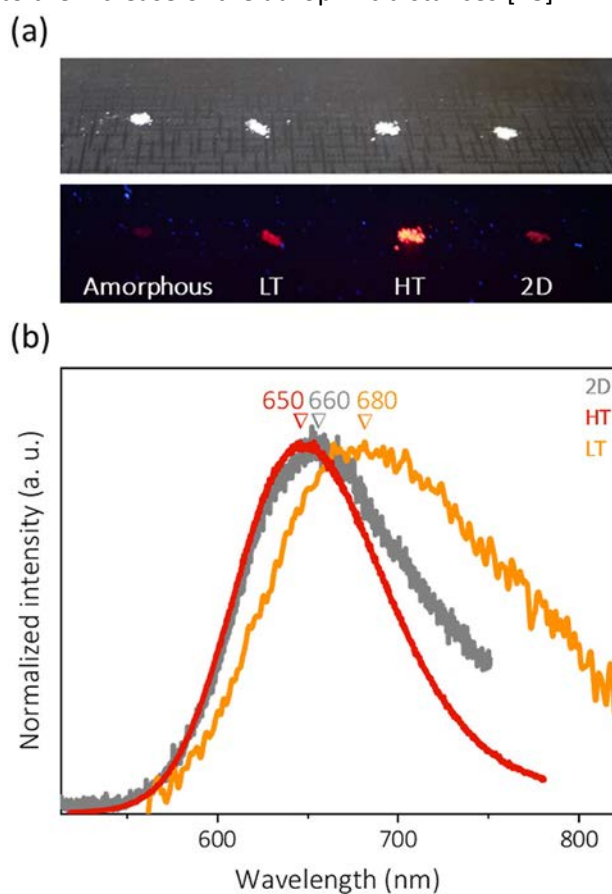 (a)
Amorphous LT HT 2D
(b)
650 660 680
2D
HT
LT
Normalized intensity (a. u.)
600 700 800
Wavelength (nm)